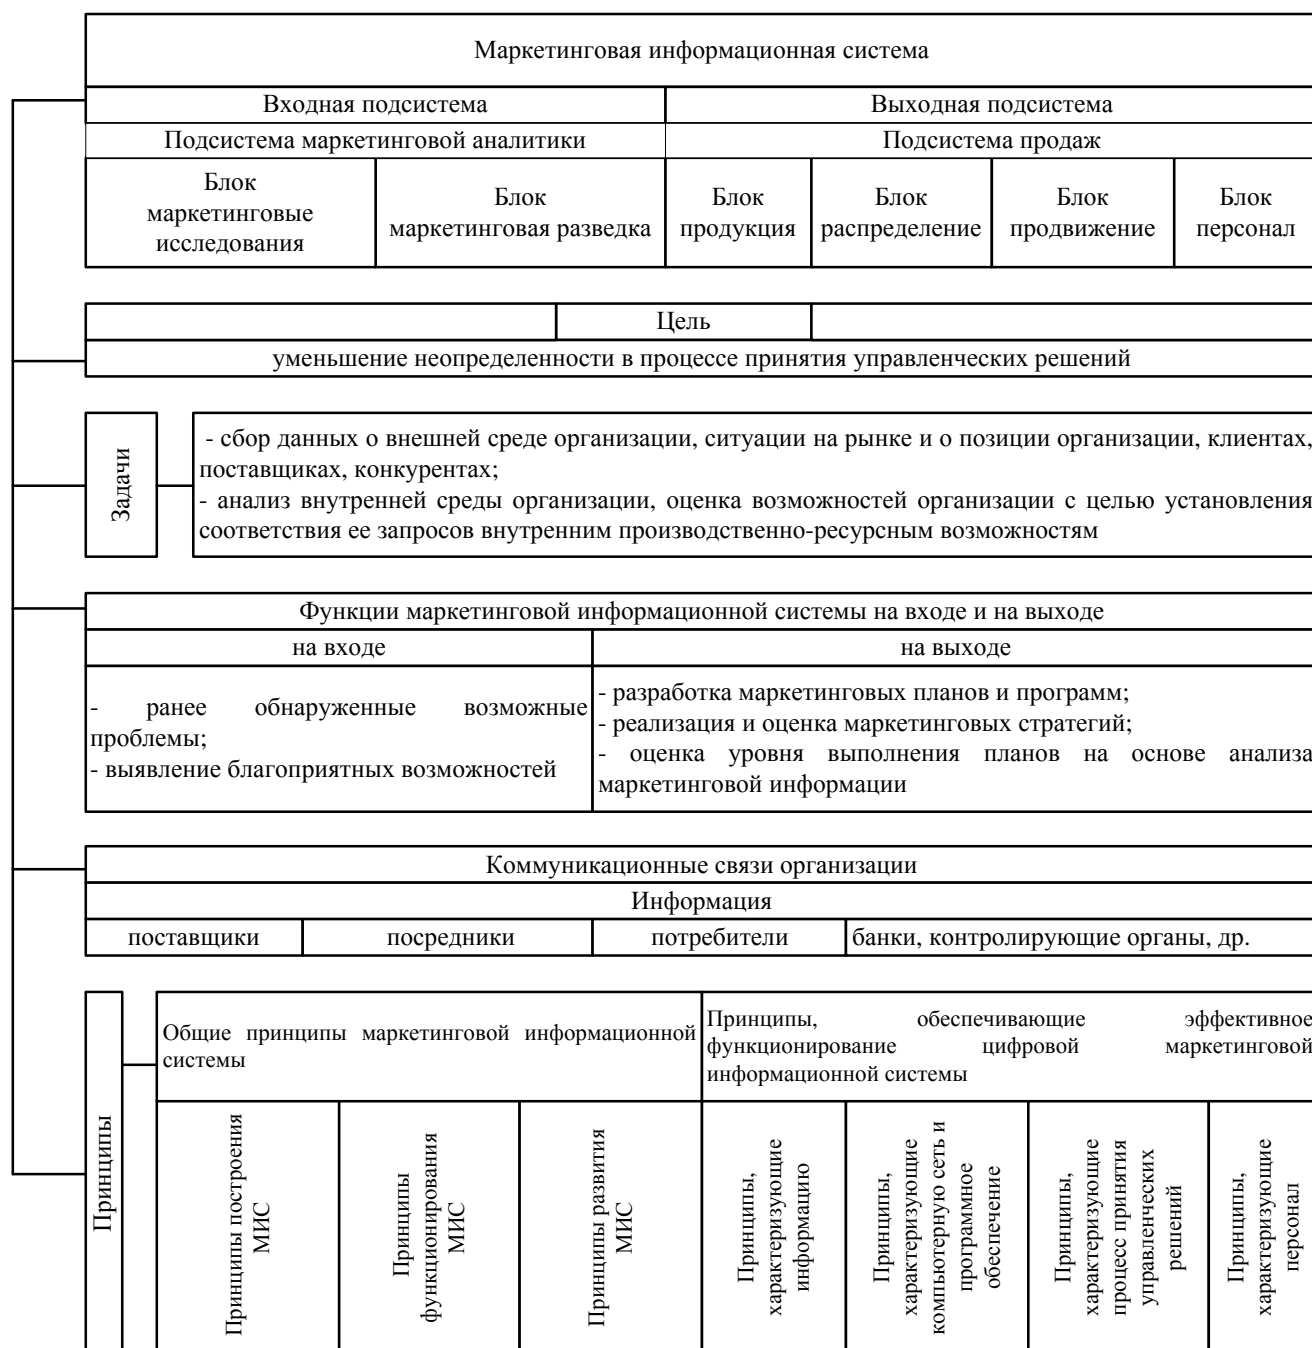 Маркетинговая информационная система
Входная подсистема
Выходная подсистема
Подсистема маркетинговой аналитики
Подсистема продаж
Блок
маркетинговые
исследования
Блок
маркетинговая разведка
Блок
продукция
Блок
распределение
Блок
продвижение
Блок
персонал
Цель
уменьшение неопределенности в процессе принятия управленческих решений
Задачи
- сбор данных о внешней среде организации, ситуации на рынке и о позиции организации, клиентах,
поставщиках, конкурентах;
- анализ внутренней среды организации, оценка возможностей организации с целью установления
соответствия ее запросов внутренним производственно-ресурсным возможностям
Функции маркетинговой информационной системы на входе и на выходе
на входе
на выходе
- ранее обнаруженные возможные
проблемы;
- выявление благоприятных возможностей
- разработка маркетинговых планов и программ;
- реализация и оценка маркетинговых стратегий;
- оценка уровня выполнения планов на основе анализа
маркетинговой информации
Коммуникационные связи организации
Информация
поставщики
посредники
потребители
банки, контролирующие органы, др.
Принципы
Общие принципы маркетинговой информационной
системы
Принципы, обеспечивающие эффективное
функционирование цифровой маркетинговой
информационной системы
Принципы построения
МИС
Принципы
функционирования
МИС
Принципы развития
МИС
Принципы,
характеризующие
информацию
Принципы,
характеризующие
компьютерную сеть и
программное
обеспечение
Принципы,
характеризующие
процесс принятия
управленческих
решений
Принципы,
характеризующие
персонал